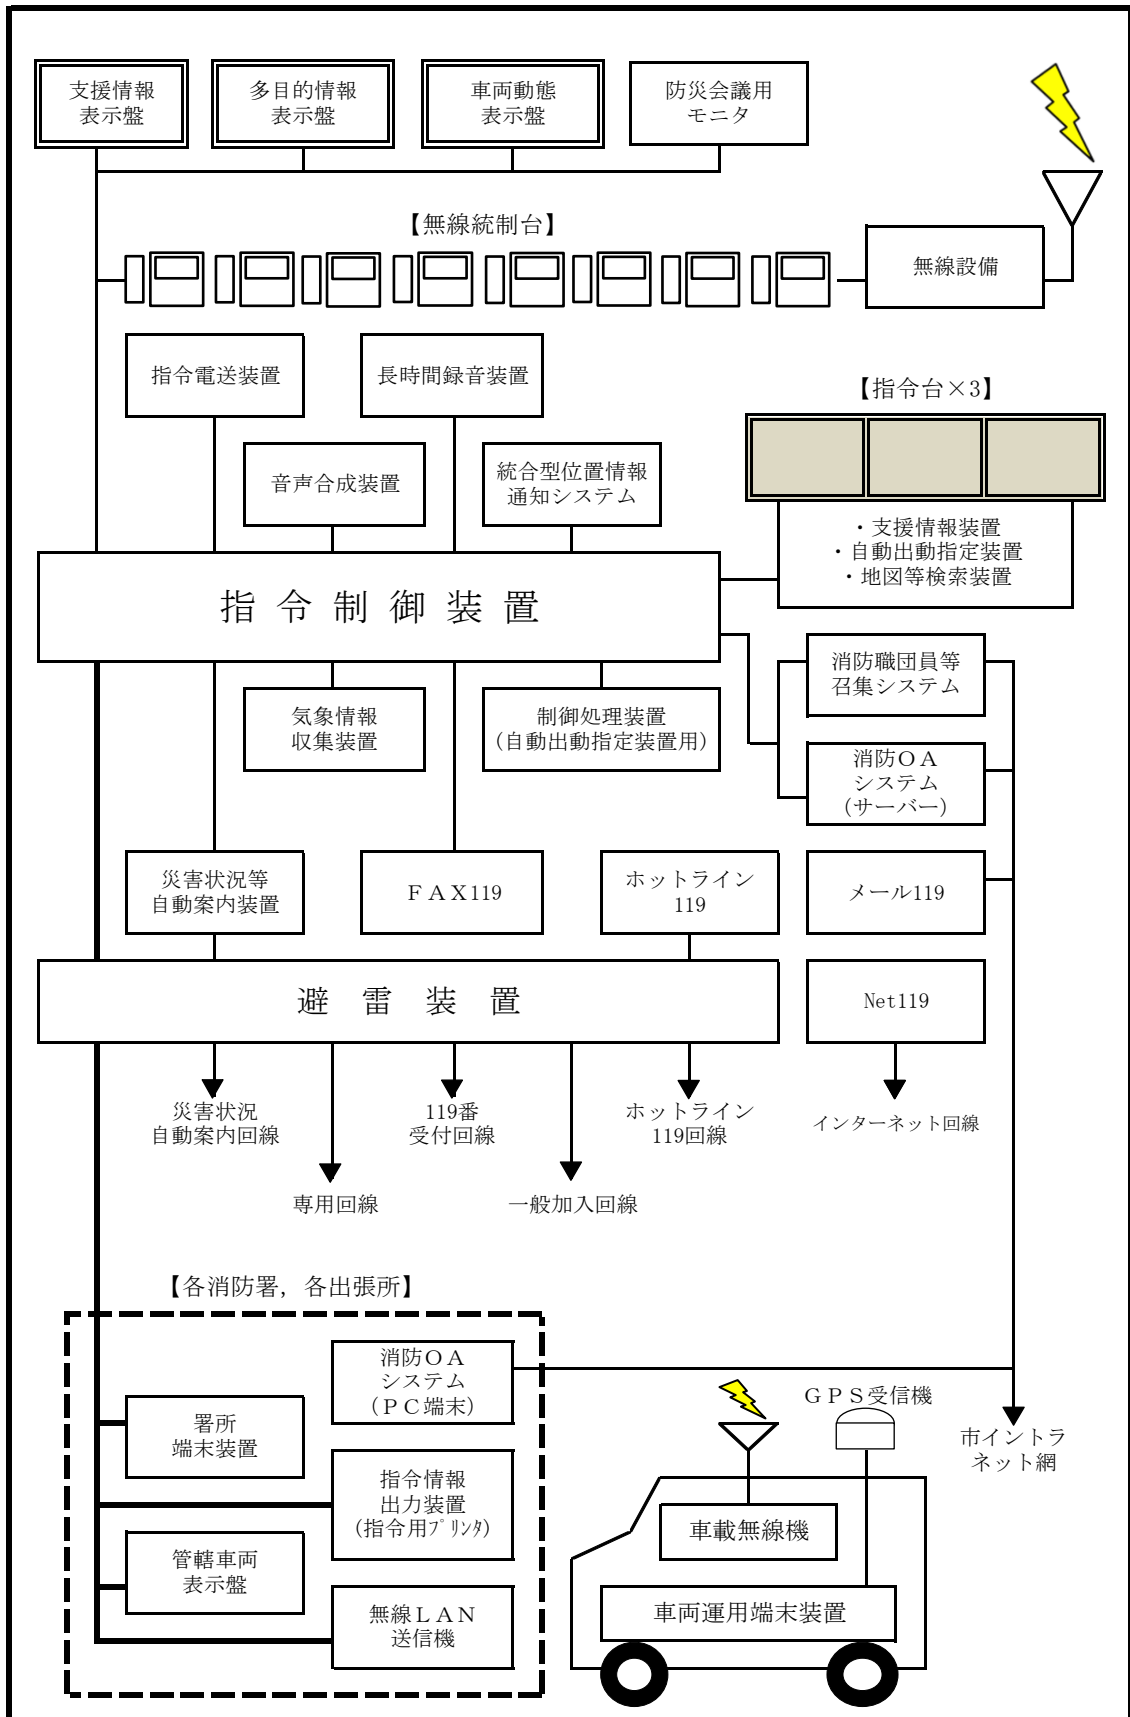 支援情報
表示盤
多目的情報
表示盤
車両動態
表示盤
防災会議用
モニタ
【無線統制台】
無線設備
指令電送装置
長時間録音装置
【指令台×3】
音声合成装置
統合型位置情報
通知システム
・支援情報装置
・自動出動指定装置
・地図等検索装置
指令制御装置
消防職団員等
召集システム
気象情報
収集装置
制御処理装置
(自動出動指定装置用)
消防OA
システム
(サーバー)
災害状況等
自動案内装置
FAX119
ホットライン
119
メール119
避雷装置
Net119
災害状況
自動案内回線
119番
受付回線
ホットライン
119回線
インターネット回線
専用回線
一般加入回線
【各消防署，各出張所】
消防OA
システム
(PC端末)
GPS受信機
署所
端末装置
市イントラ
ネット網
指令情報
出力装置
(指令用ﾌﾟﾘﾝﾀ)
車載無線機
管轄車両
表示盤
無線LAN
送信機
車両運用端末装置